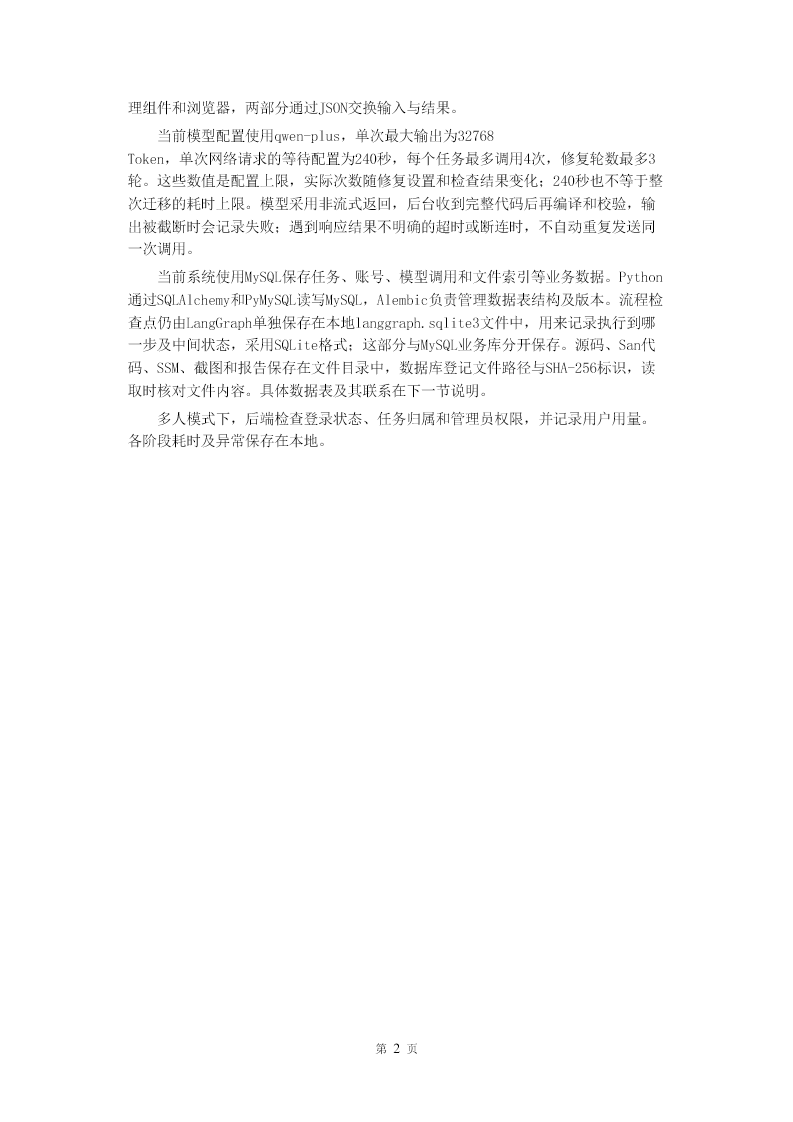 理组件和浏览器，两部分通过JSON交换输入与结果。
当前模型配置使用qwen-plus，单次最大输出为32768
Token，单次网络请求的等待配置为240秒，每个任务最多调用4次，修复轮数最多3
轮。这些数值是配置上限，实际次数随修复设置和检查结果变化；240秒也不等于整
次迁移的耗时上限。模型采用非流式返回，后台收到完整代码后再编译和校验，输
出被截断时会记录失败；遇到响应结果不明确的超时或断连时，不自动重复发送同
一次调用。
当前系统使用MySQL保存任务、账号、模型调用和文件索引等业务数据。Python
通过SQLAlchemy和PyMySQL读写MySQL，Alembic负责管理数据表结构及版本。流程检
查点仍由LangGraph单独保存在本地langgraph.sqlite3文件中，用来记录执行到哪
一步及中间状态，采用SQLite格式；这部分与MySQL业务库分开保存。源码、San代
码、SSM、截图和报告保存在文件目录中，数据库登记文件路径与SHA-256标识，读
取时核对文件内容。具体数据表及其联系在下一节说明。
多人模式下，后端检查登录状态、任务归属和管理员权限，并记录用户用量。
各阶段耗时及异常保存在本地。
第 2 页